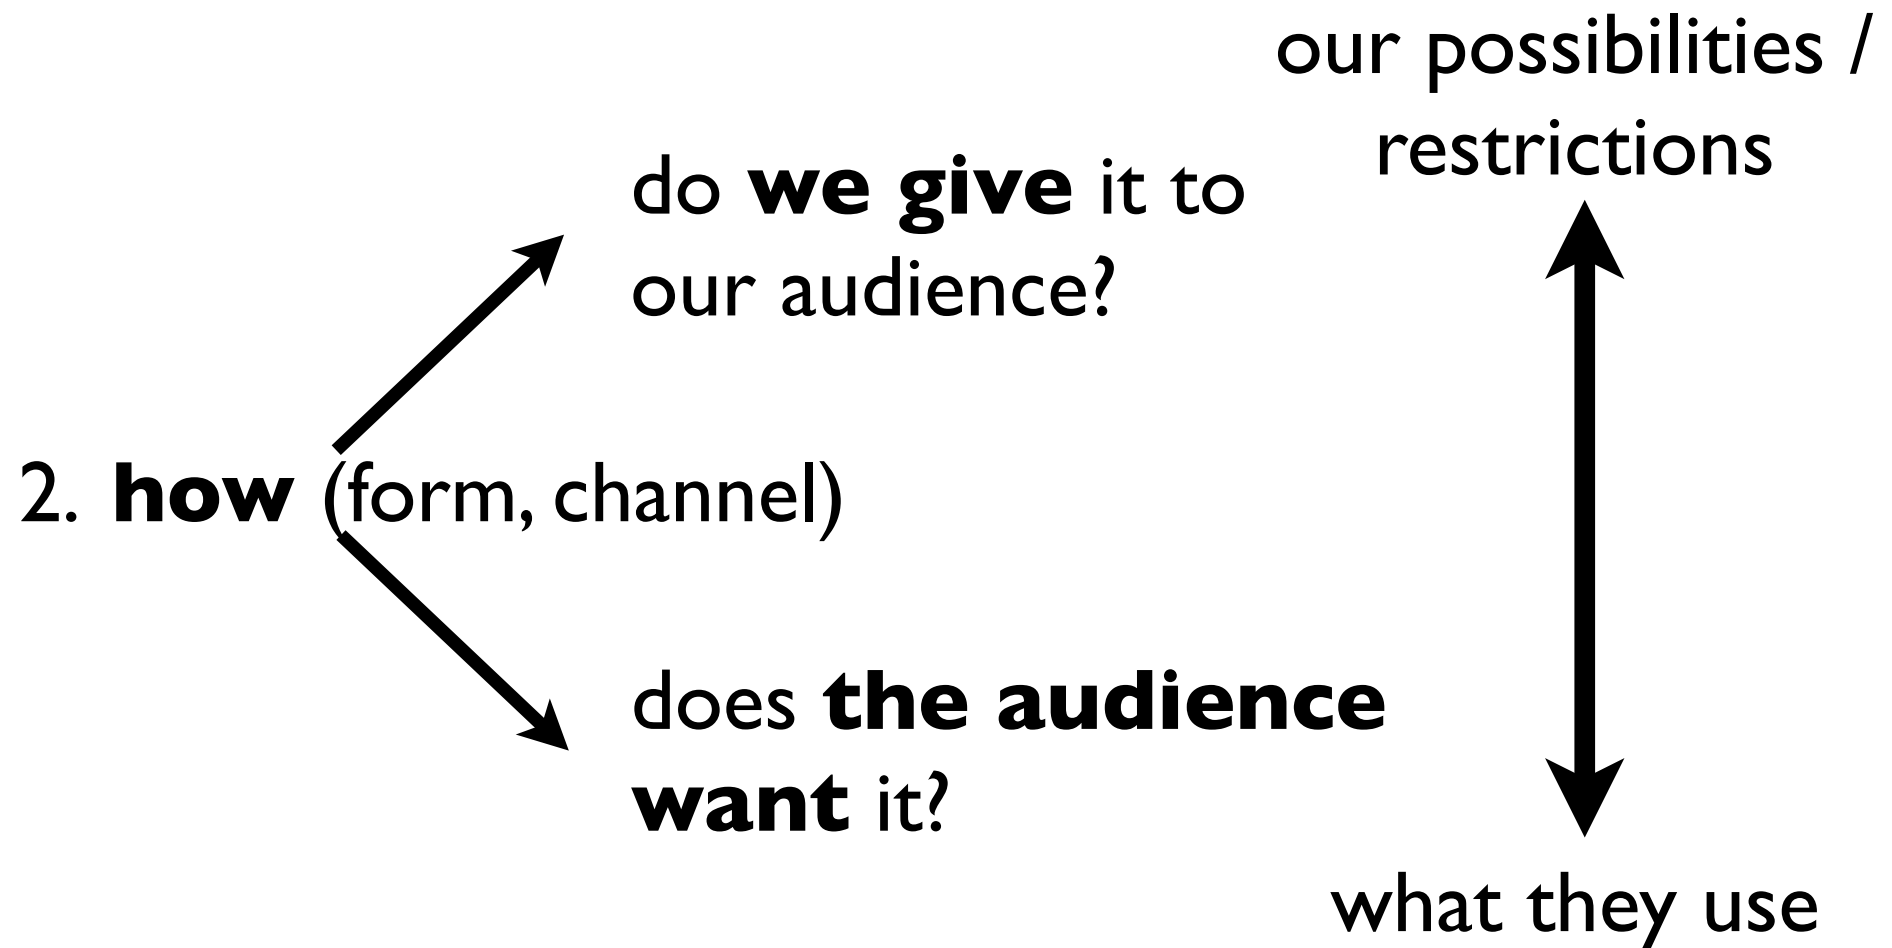 our possibilities /
restrictions
do we give it to
our audience?
2. how (form, channel)
does the audience
want it?
what they use